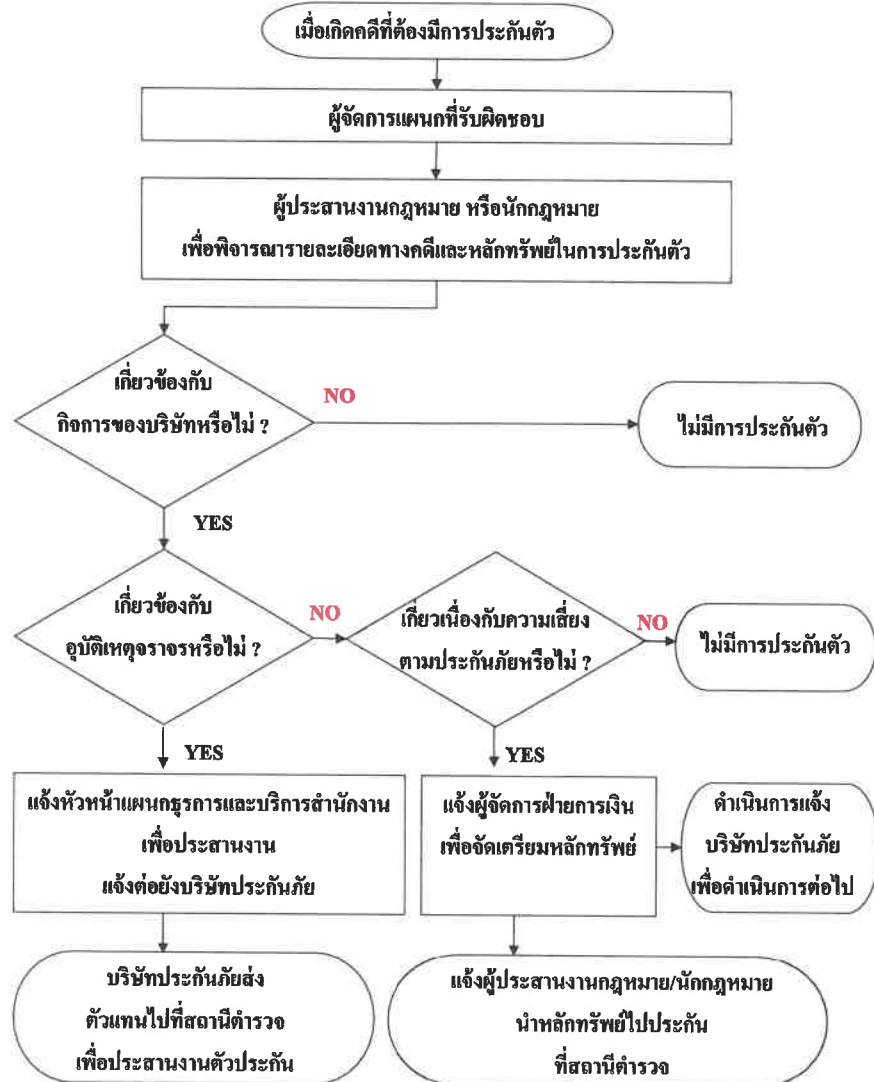 เมื่อเกิดคดีที่ต้องมีการประกันตัว
ผู้จัดการแผนกที่รับผิดชอบ
ผู้ประสานงานกฎหมาย หรือนักกฎหมาย
เพื่อพิจารณารายละเอียดทางคดีและหลักทรัพย์ในการประกันตัว
เกี่ยวข้องกับ
กิจการของบริษัทหรือไม่ ?
NO
ไม่มีการประกันตัว
YES
เกี่ยวข้องกับ
อุบัติเหตุจราจรหรือไม่ ?
NO
เกี่ยวเนื่องกับความเสี่ยง
ตามประกันภัยหรือไม่ ?
NO
ไม่มีการประกันตัว
YES
YES
แจ้งหัวหน้าแผนกธุรการและบริการสำนักงาน
เพื่อประสานงาน
แจ้งต่อยังบริษัทประกันภัย
แจ้งผู้จัดการฝ่ายการเงิน
เพื่อจัดเตรียมหลักทรัพย์
ดำเนินการแจ้ง
บริษัทประกันภัย
เพื่อดำเนินการต่อไป
บริษัทประกันภัยส่ง
ตัวแทนไปที่สถานีตำรวจ
เพื่อประสานงานตัวประกัน
แจ้งผู้ประสานงานกฎหมาย/นักกฎหมาย
นำหลักทรัพย์ไปประกัน
ที่สถานีตำรวจ